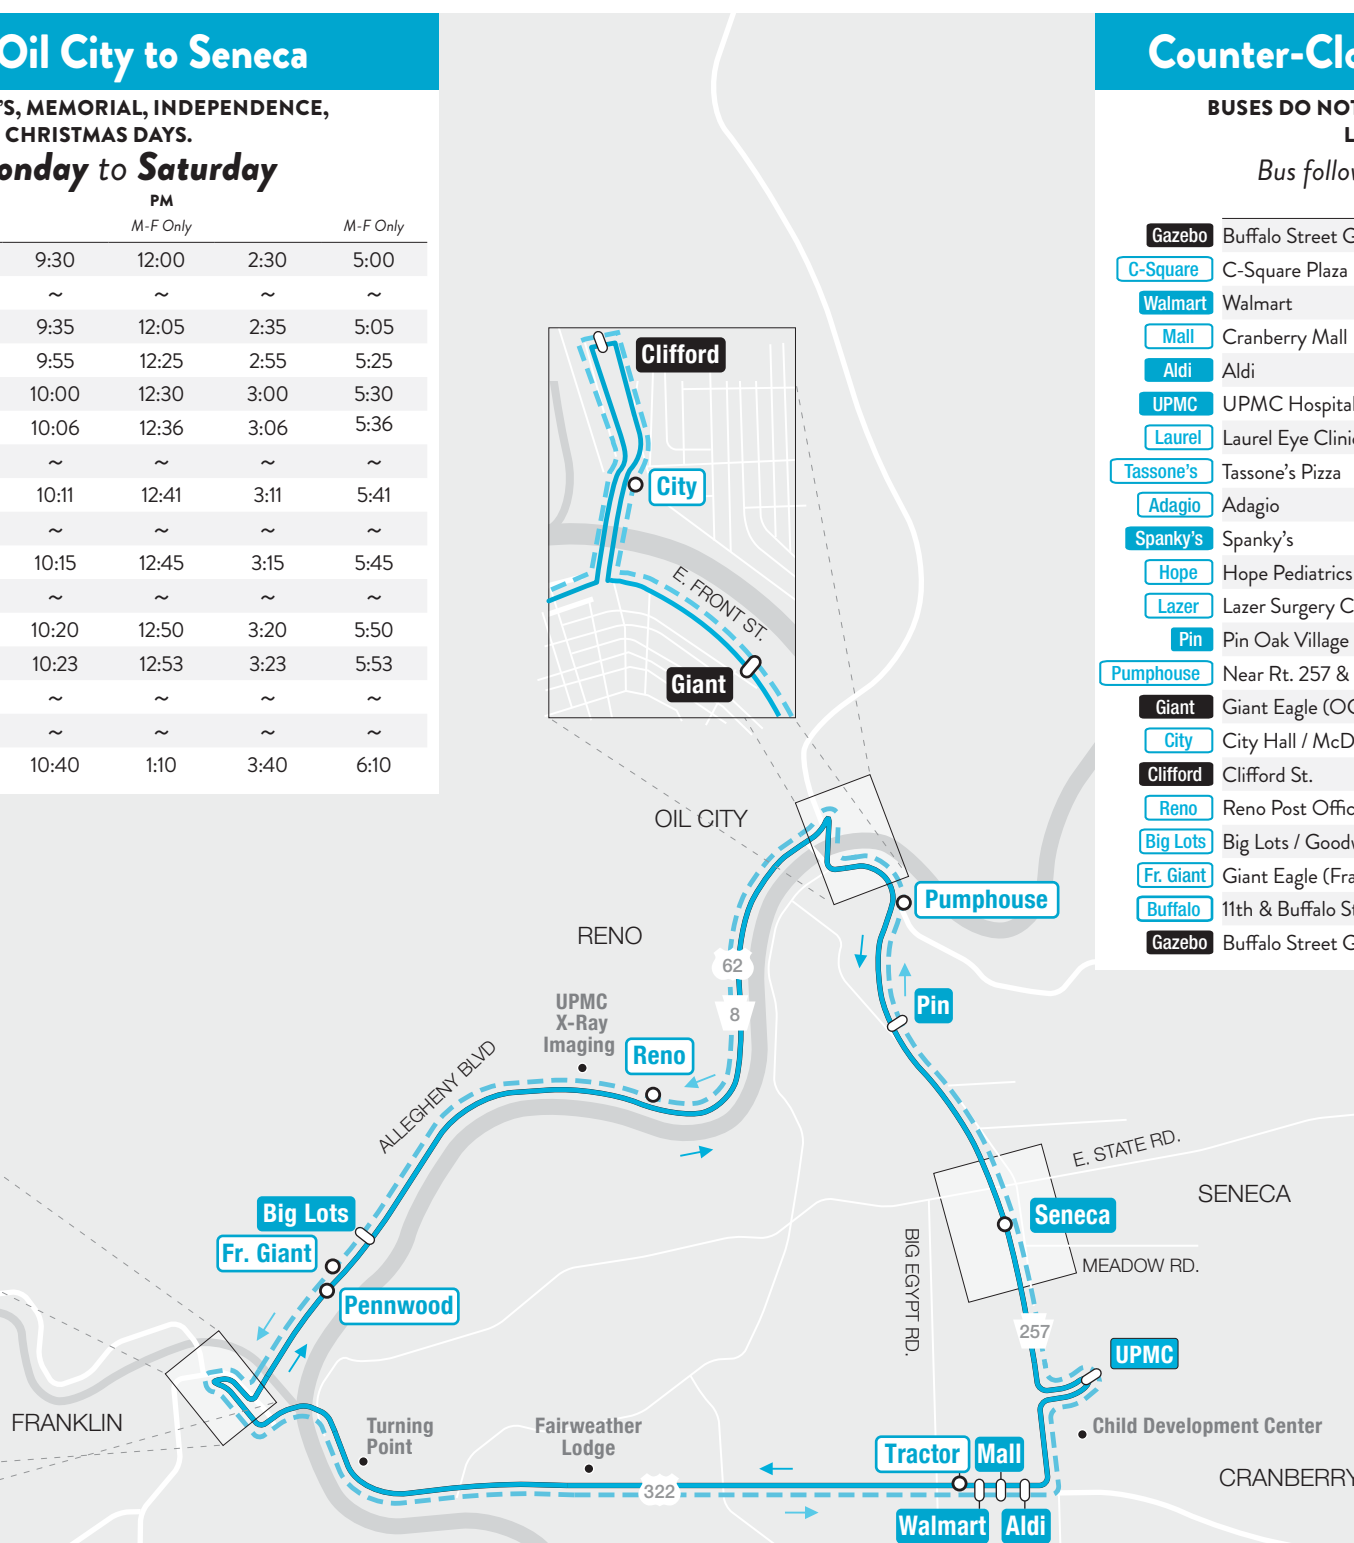 Oil City to Seneca
'S, MEMORIAL, INDEPENDENCE,
CHRISTMAS DAYS.
onday to Saturday
PM
M-F Only M-F Only
9:30 12:00 2:30 5:00
~ ~ ~ ~
9:35 12:05 2:35 5:05
9:55 12:25 2:55 5:25
10:00 12:30 3:00 5:30
10:06 12:36 3:06 5:36
~ ~ ~ ~
10:11 12:41 3:11 5:41
~ ~ ~ ~
10:15 12:45 3:15 5:45
~ ~ ~ ~
10:20 12:50 3:20 5:50
10:23 12:53 3:23 5:53
~ ~ ~ ~
~ ~ ~ ~
10:40 1:10 3:40 6:10
Clifford
City
E. FRONT ST.
Giant
OIL CITY
Pumphouse
RENO
62
8
UPMC
X-Ray
Imaging
Reno
Pin
ALLEGHENY BLVD
E. STATE RD.
SENECA
Seneca
Big Lots
Fr. Giant
Pennwood
BIG EGYPT RD.
MEADOW RD.
257
UPMC
FRANKLIN
Turning
Point
Fairweather
Lodge
Child Development Center
Tractor
Mall
322
CRANBERRY
Walmart
Aldi
Counter-Clo
BUSES DO NOT
L
Bus follow
Gazebo Buffalo Street G
C-Square C-Square Plaza
Walmart Walmart
Mall Cranberry Mall
Aldi Aldi
UPMC UPMC Hospital
Laurel Laurel Eye Clinic
Tassone's Tassone's Pizza
Adagio Adagio
Spanky's Spanky's
Hope Hope Pediatrics
Lazer Lazer Surgery C
Pin Pin Oak Village
Pumphouse Near Rt. 257 &
Giant Giant Eagle (OC
City City Hall / McD
Clifford Clifford St.
Reno Reno Post Offic
Big Lots Big Lots / Goodw
Fr. Giant Giant Eagle (Fra
Buffalo 11th & Buffalo St
Gazebo Buffalo Street G